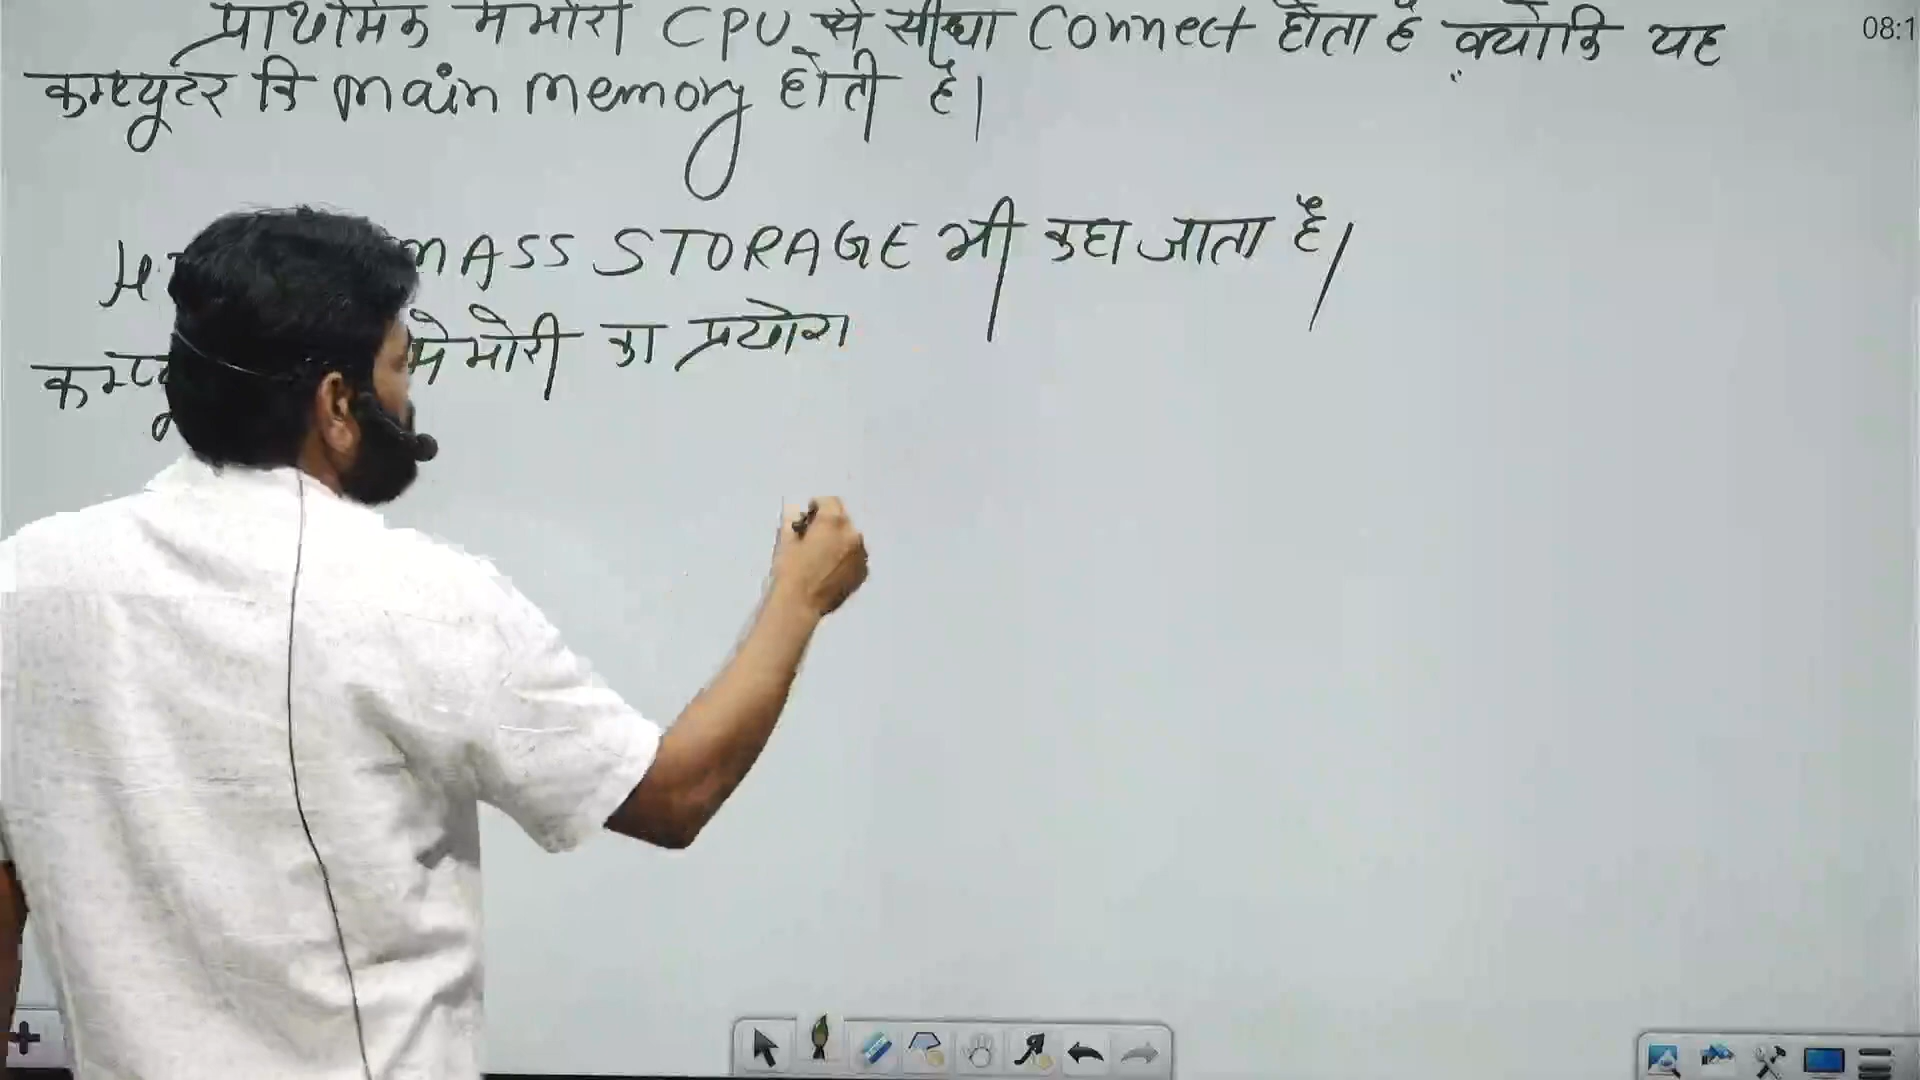 प्राथमिक मेमोरी CPU से सीधा Connect होता है क्योंकि यह
08:1
कम्प्युटर कि main memory होती है।
MASS STORAGE भी कहा जाता है।
मेमोरी का प्रयोग